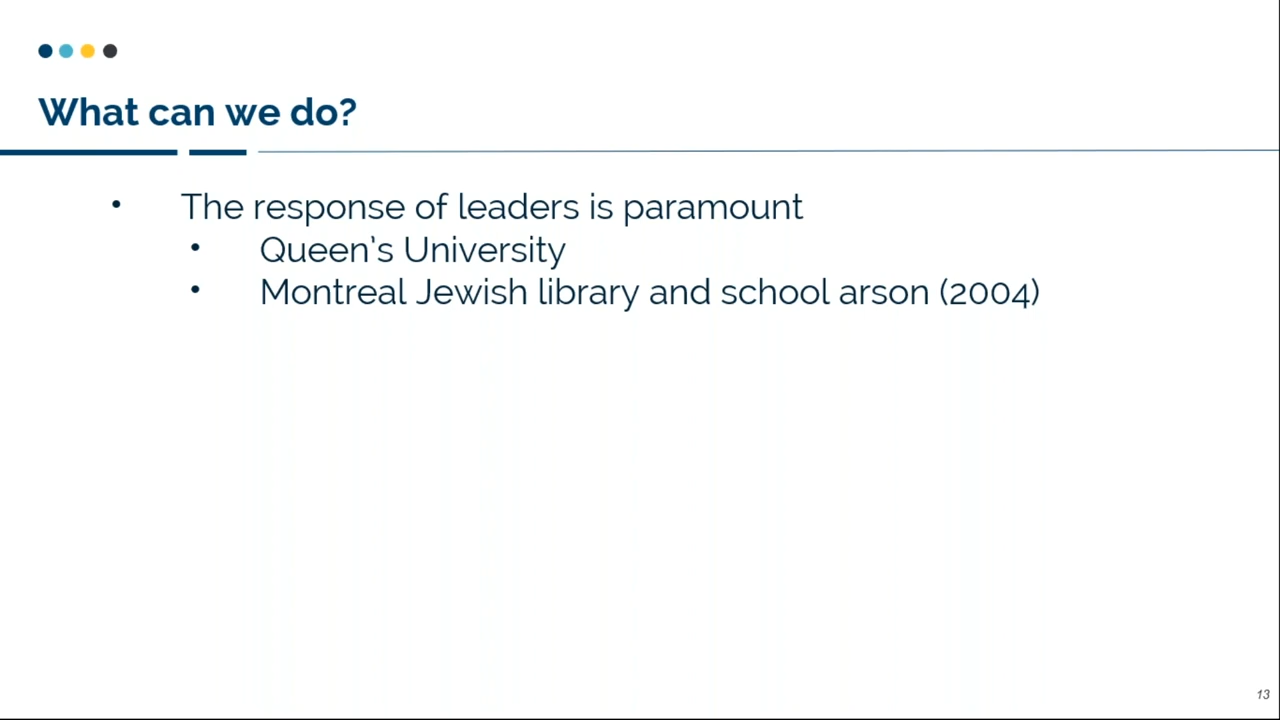 What can we do?
• The response of leaders is paramount
• Queen's University
• Montreal Jewish library and school arson (2004)
13